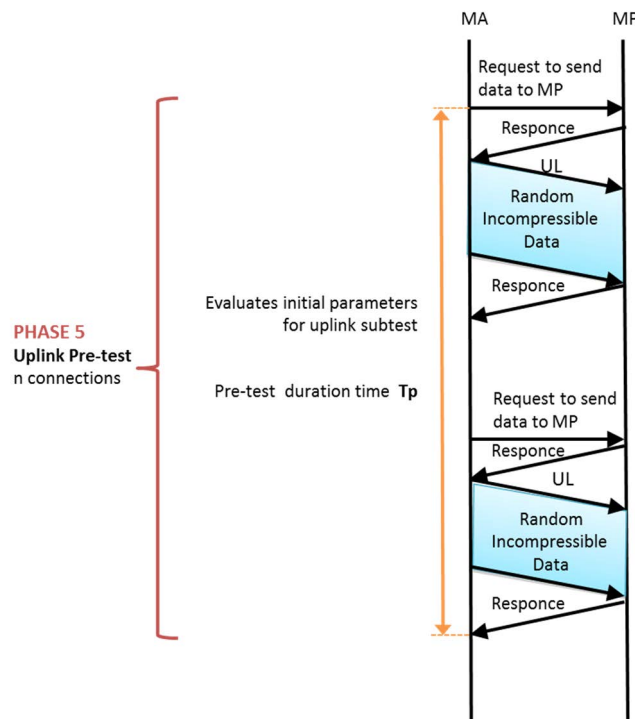 MA
MP
Request to send
data to MP
Responce
UL
Random
Incompressible
Data
Responce
Evaluates initial parameters
for uplink subtest
PHASE 5
Uplink Pre-test
n connections
Pre-test duration time Tp
Request to send
data to MP
Responce
UL
Random
Incompressible
Data
Responce